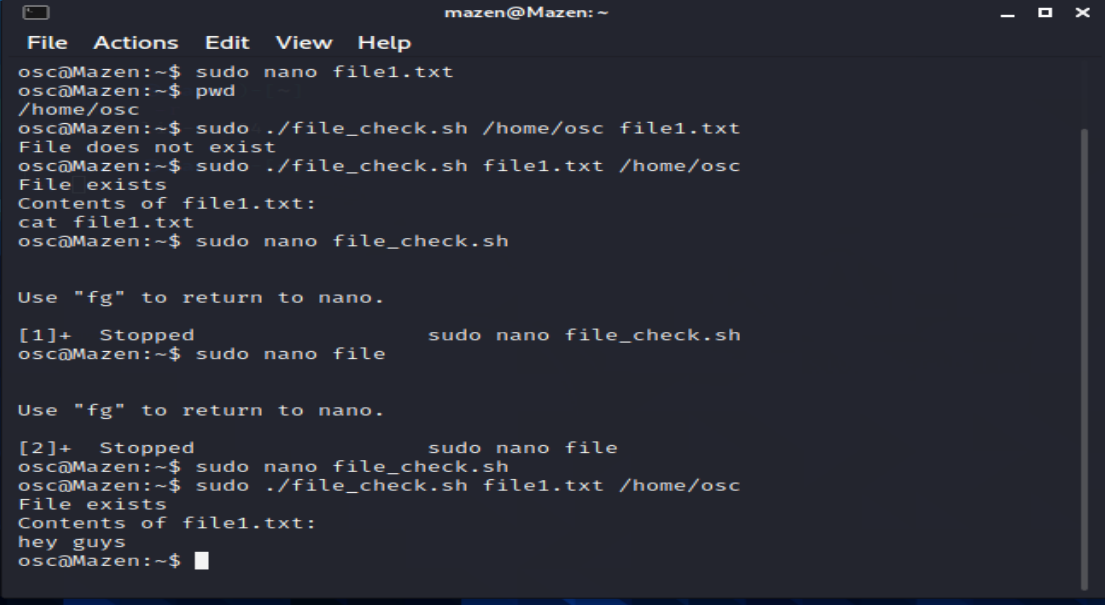 mazen@Mazen: ~
File Actions Edit View Help
osc@Mazen:~$ sudo nano file1.txt
osc@Mazen:~$ pwd
/home/osc
osc@Mazen:~$ sudo ./file_check.sh /home/osc file1.txt
File does not exist
osc@Mazen:~$ sudo ./file_check.sh file1.txt /home/osc
File exists
Contents of file1.txt:
cat file1.txt
osc@Mazen:~$ sudo nano file_check.sh
Use "fg" to return to nano.
[1]+  Stopped                 sudo nano file_check.sh
osc@Mazen:~$ sudo nano file
Use "fg" to return to nano.
[2]+  Stopped                 sudo nano file
osc@Mazen:~$ sudo nano file_check.sh
osc@Mazen:~$ sudo ./file_check.sh file1.txt /home/osc
File exists
Contents of file1.txt:
hey guys
osc@Mazen:~$